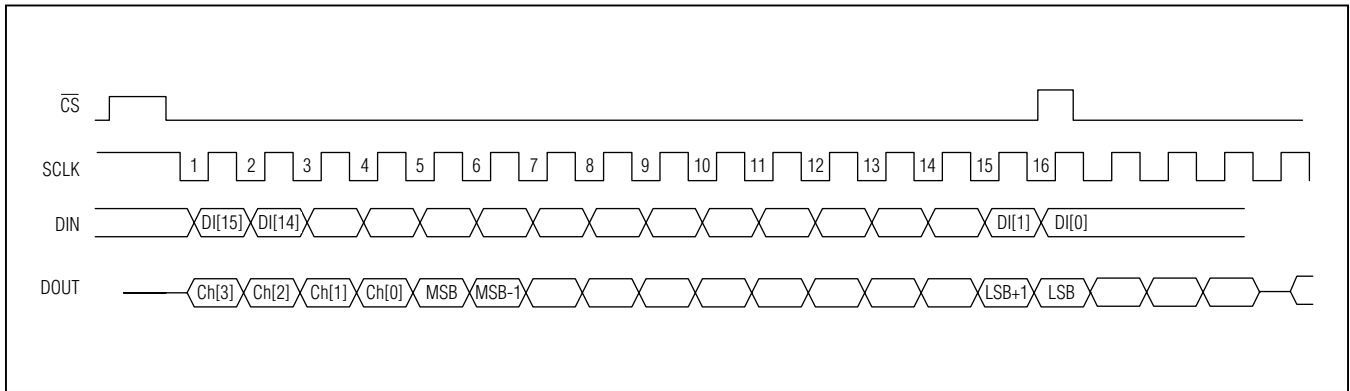 CS
SCLK 1 2 3 4 5 6 7 8 9 10 11 12 13 14 15 16
DIN DI[15] DI[14] DI[1] DI[0]
DOUT Ch[3] Ch[2] Ch[1] Ch[0] MSB MSB-1 LSB+1 LSB